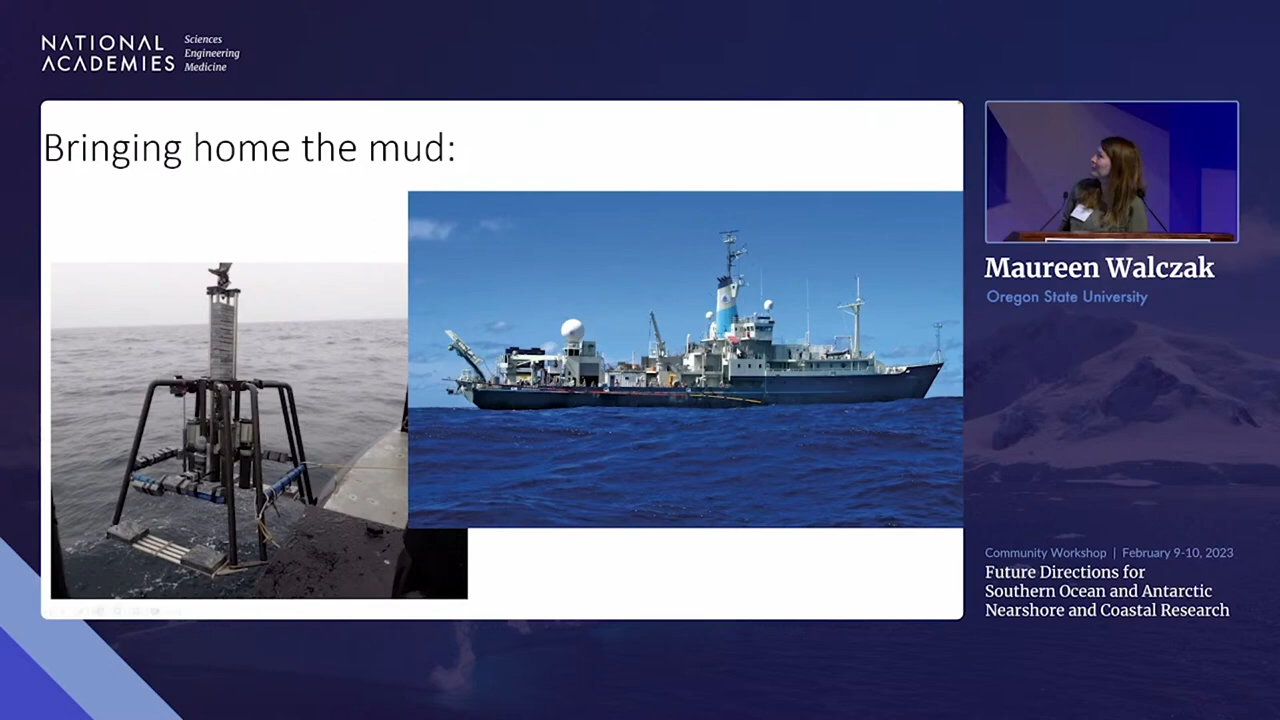 NATIONAL
ACADEMIES
Sciences
Engineering
Medicine
Bringing home the mud:
Maureen Walczak
Oregon State University
Community Workshop | February 9-10, 2023
Future Directions for
Southern Ocean and Antarctic
Nearshore and Coastal Research